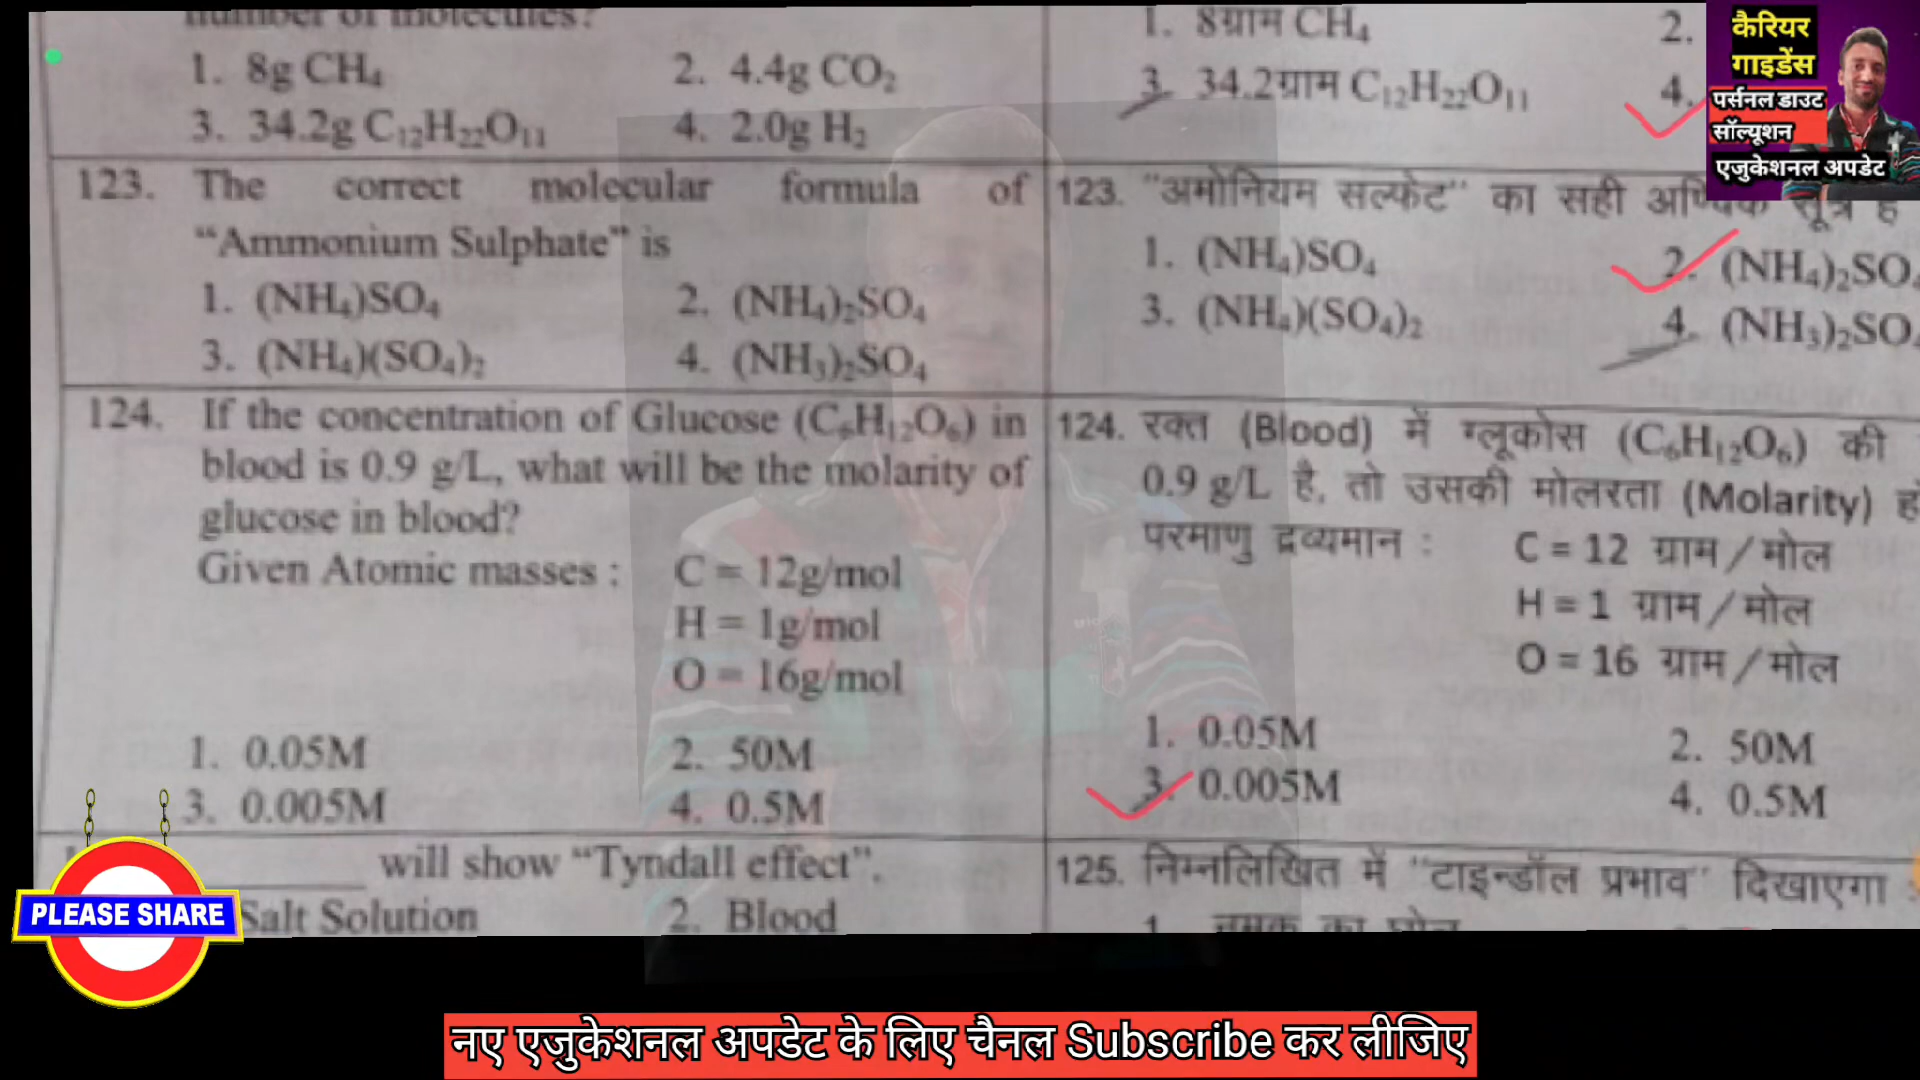 number of molecules?
1. 8g CH₄ 2. 4.4g CO₂
3. 34.2g C₁₂H₂₂O₁₁ 4. 2.0g H₂
123. The correct molecular formula of
“Ammonium Sulphate” is
1. (NH₄)SO₄ 2. (NH₄)₂SO₄
3. (NH₄)(SO₄)₂ 4. (NH₃)₂SO₄
124. If the concentration of Glucose (C₆H₁₂O₆) in
blood is 0.9 g/L, what will be the molarity of
glucose in blood?
Given Atomic masses : C = 12g/mol
H = 1g/mol
O = 16g/mol
1. 0.05M 2. 50M
3. 0.005M 4. 0.5M
will show “Tyndall effect”.
Salt Solution 2. Blood
1. 8ग्राम CH₄ 2.
3. 34.2ग्राम C₁₂H₂₂O₁₁ 4.
123. “अमोनियम सल्फेट” का सही आण्विक सूत्र है
1. (NH₄)SO₄ 2. (NH₄)₂SO₄
3. (NH₄)(SO₄)₂ 4. (NH₃)₂SO₄
124. रक्त (Blood) में ग्लूकोस (C₆H₁₂O₆) की
0.9 g/L है, तो उसकी मोलरता (Molarity)
परमाणु द्रव्यमान : C = 12 ग्राम / मोल
H = 1 ग्राम / मोल
O = 16 ग्राम / मोल
1. 0.05M 2. 50M
3. 0.005M 4. 0.5M
125. निम्नलिखित में “टाइन्डॉल प्रभाव” दिखाएगा :
1. नमक का घोल
कैरियर
गाइडेंस
पर्सनल डाउट
सॉल्यूशन
एजुकेशनल अपडेट
PLEASE SHARE
नए एजुकेशनल अपडेट के लिए चैनल Subscribe कर लीजिए